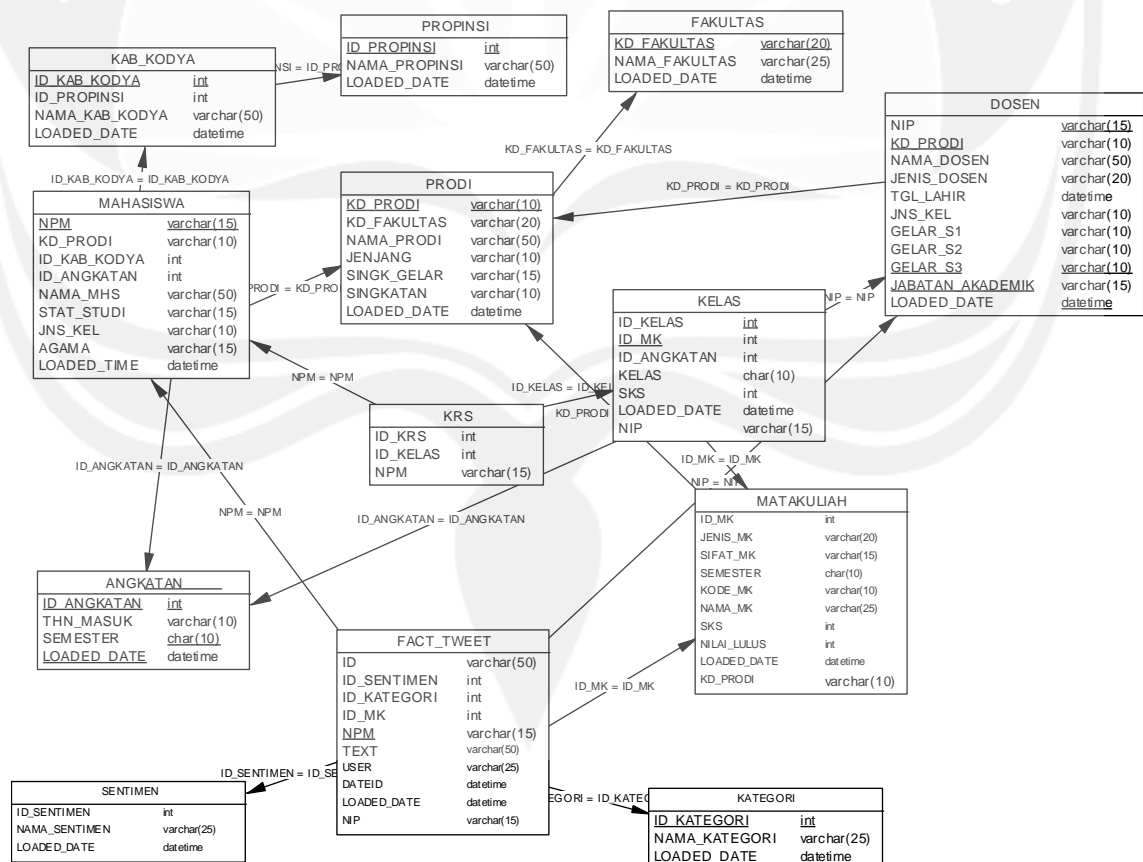 PROPINSI
ID_PROPINSI int
NAMA_PROPINSI varchar(50)
LOADED_DATE datetime
FAKULTAS
KD_FAKULTAS varchar(20)
NAMA_FAKULTAS varchar(25)
LOADED_DATE datetime
KAB_KODYA
ID_KAB_KODYA int
ID_PROPINSI int
NAMA_KAB_KODYA varchar(50)
LOADED_DATE datetime
NSI = ID_PR
DOSEN
NIP varchar(15)
KD_PRODI varchar(10)
NAMA_DOSEN varchar(50)
JENIS_DOSEN varchar(20)
TGL_LAHIR datetime
JNS_KEL varchar(10)
GELAR_S1 varchar(10)
GELAR_S2 varchar(10)
GELAR_S3 varchar(10)
JABATAN_AKADEMIK varchar(15)
LOADED_DATE datetime
KD_FAKULTAS = KD_FAKULTAS
ID_KAB_KODYA = ID_KAB_KODYA
KD_PRODI = KD_PRODI
PRODI
KD_PRODI varchar(10)
KD_FAKULTAS varchar(20)
NAMA_PRODI varchar(50)
JENJANG varchar(10)
SINGK_GELAR varchar(15)
SINGKATAN varchar(10)
LOADED_DATE datetime
MAHASISWA
NPM varchar(15)
KD_PRODI varchar(10)
ID_KAB_KODYA int
ID_ANGKATAN int
NAMA_MHS varchar(50)
STAT_STUDI varchar(15)
JNS_KEL varchar(10)
AGAMA varchar(15)
LOADED_TIME datetime
PRODI = KD_PRO
KELAS
ID_KELAS int
ID_MK int
ID_ANGKATAN int
KELAS char(10)
SKS int
LOADED_DATE datetime
NIP varchar(15)
NIP = NIP
NPM = NPM
ID_KELAS = ID_KEL
KD_PRODI
KRS
ID_KRS int
ID_KELAS int
NPM varchar(15)
ID_MK = ID_MK
ID_ANGKATAN = ID_ANGKATAN
NIP = NIP
NPM = NPM
ID_ANGKATAN = ID_ANGKATAN
MATAKULIAH
ID_MK int
JENIS_MK varchar(20)
SIFAT_MK varchar(15)
SEMESTER char(10)
KODE_MK varchar(10)
NAMA_MK varchar(25)
SKS int
NILAI_LULUS int
LOADED_DATE datetime
KD_PRODI varchar(10)
ANGKATAN
ID_ANGKATAN int
THN_MASUK varchar(10)
SEMESTER char(10)
LOADED_DATE datetime
FACT_TWEET
ID varchar(50)
ID_SENTIMEN int
ID_KATEGORI int
ID_MK int
NPM varchar(15)
TEXT varchar(50)
USER varchar(25)
DATEID datetime
LOADED_DATE datetime
NIP varchar(15)
ID_MK = ID_MK
ID_SENTIMEN = ID_SE
EGORI = ID_KATEG
SENTIMEN
ID_SENTIMEN int
NAMA_SENTIMEN varchar(25)
LOADED_DATE datetime
KATEGORI
ID_KATEGORI int
NAMA_KATEGORI varchar(25)
LOADED_DATE datetime